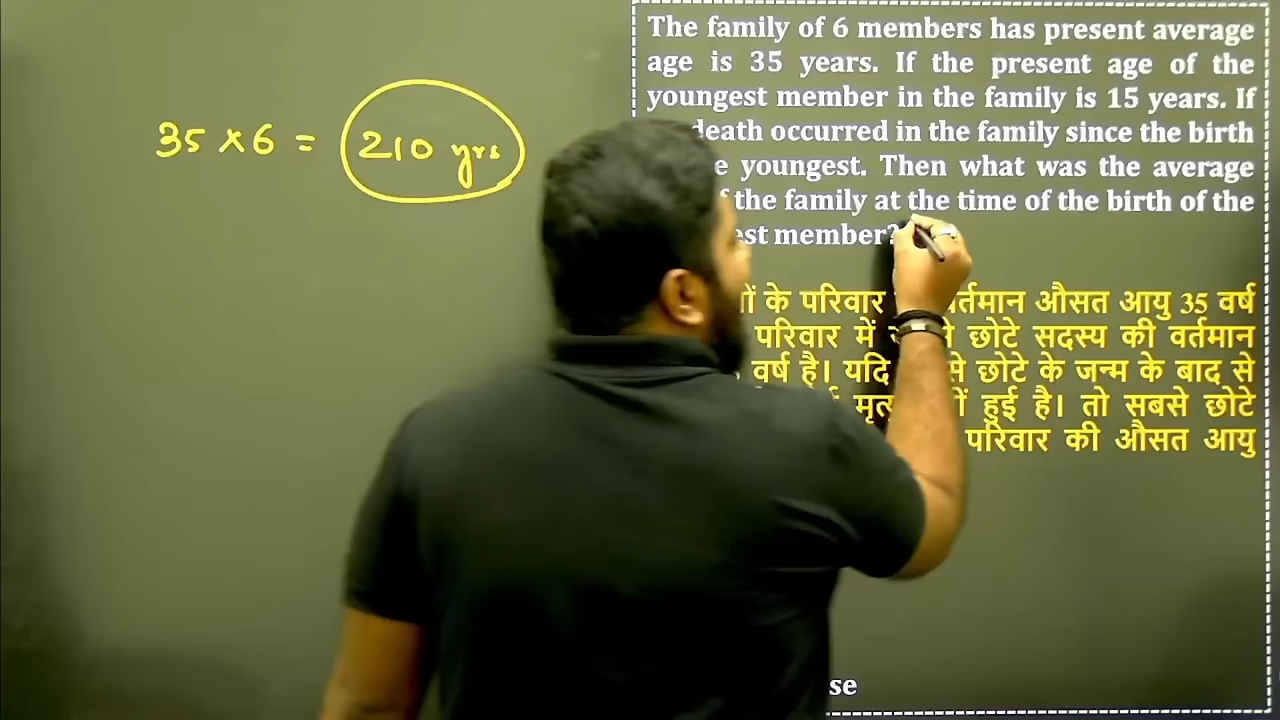 The family of 6 members has present average
age is 35 years. If the present age of the
youngest member in the family is 15 years. If
death occurred in the family since the birth
youngest. Then what was the average
the family at the time of the birth of the
member?
35 × 6 = 210 yrs
के परिवार वर्तमान औसत आयु 35 वर्ष
परिवार में छोटे सदस्य की वर्तमान
वर्ष है। यदि से छोटे के जन्म के बाद से
हुई है। तो सबसे छोटे
परिवार की औसत आयु
se